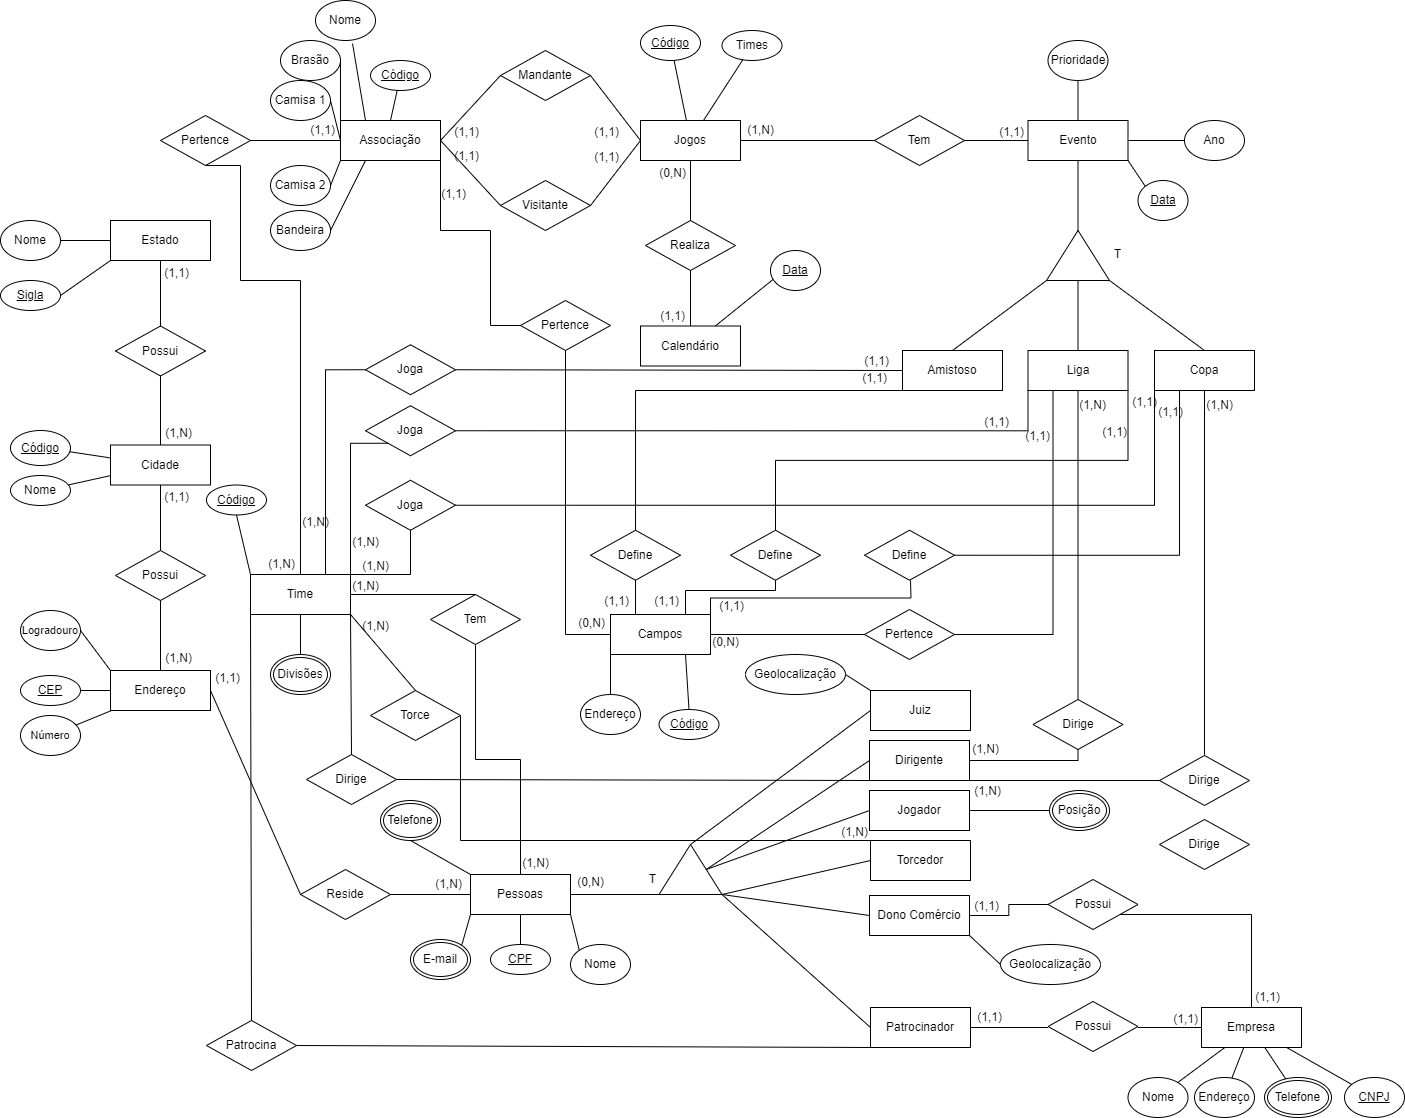 Nome
Código
Times
Brasão
Prioridade
Código
Mandante
Camisa 1
Pertence
(1,1)
Associação
(1,1)
(1,1)
Jogos
(1,N)
Tem
(1,1)
Evento
Ano
(1,1)
(1,1)
(0,N)
Camisa 2
(1,1)
Visitante
Data
Bandeira
Nome
Estado
Realiza
T
(1,1)
Data
Sigla
(1,1)
Pertence
Possui
Calendário
Joga
(1,1)
(1,1)
Amistoso
Liga
Copa
(1,N)
(1,1)
(1,1)
(1,N)
(1,N)
Código
Cidade
Joga
(1,1)
(1,1)
(1,1)
Nome
(1,1)
Código
Joga
(1,N)
(1,N)
Possui
(1,N)
(1,N)
Define
Define
Define
Time
(1,N)
(1,1)
(1,1)
(1,1)
Logradouro
(1,N)
Tem
(0,N)
Campos
(0,N)
Pertence
(1,N)
Divisões
Geolocalização
CEP
Endereço
(1,1)
Número
Torce
Endereço
Código
Juiz
Dirige
Dirigente
(1,N)
Dirige
Dirige
Telefone
(1,N)
Jogador
Posição
(1,N)
Dirige
Torcedor
(1,N)
Reside
(1,N)
Pessoas
(0,N)
T
Dono Comércio
(1,1)
Possui
E-mail
CPF
Nome
Geolocalização
(1,1)
Patrocina
Patrocinador
(1,1)
Possui
(1,1)
Empresa
Nome
Endereço
Telefone
CNPJ